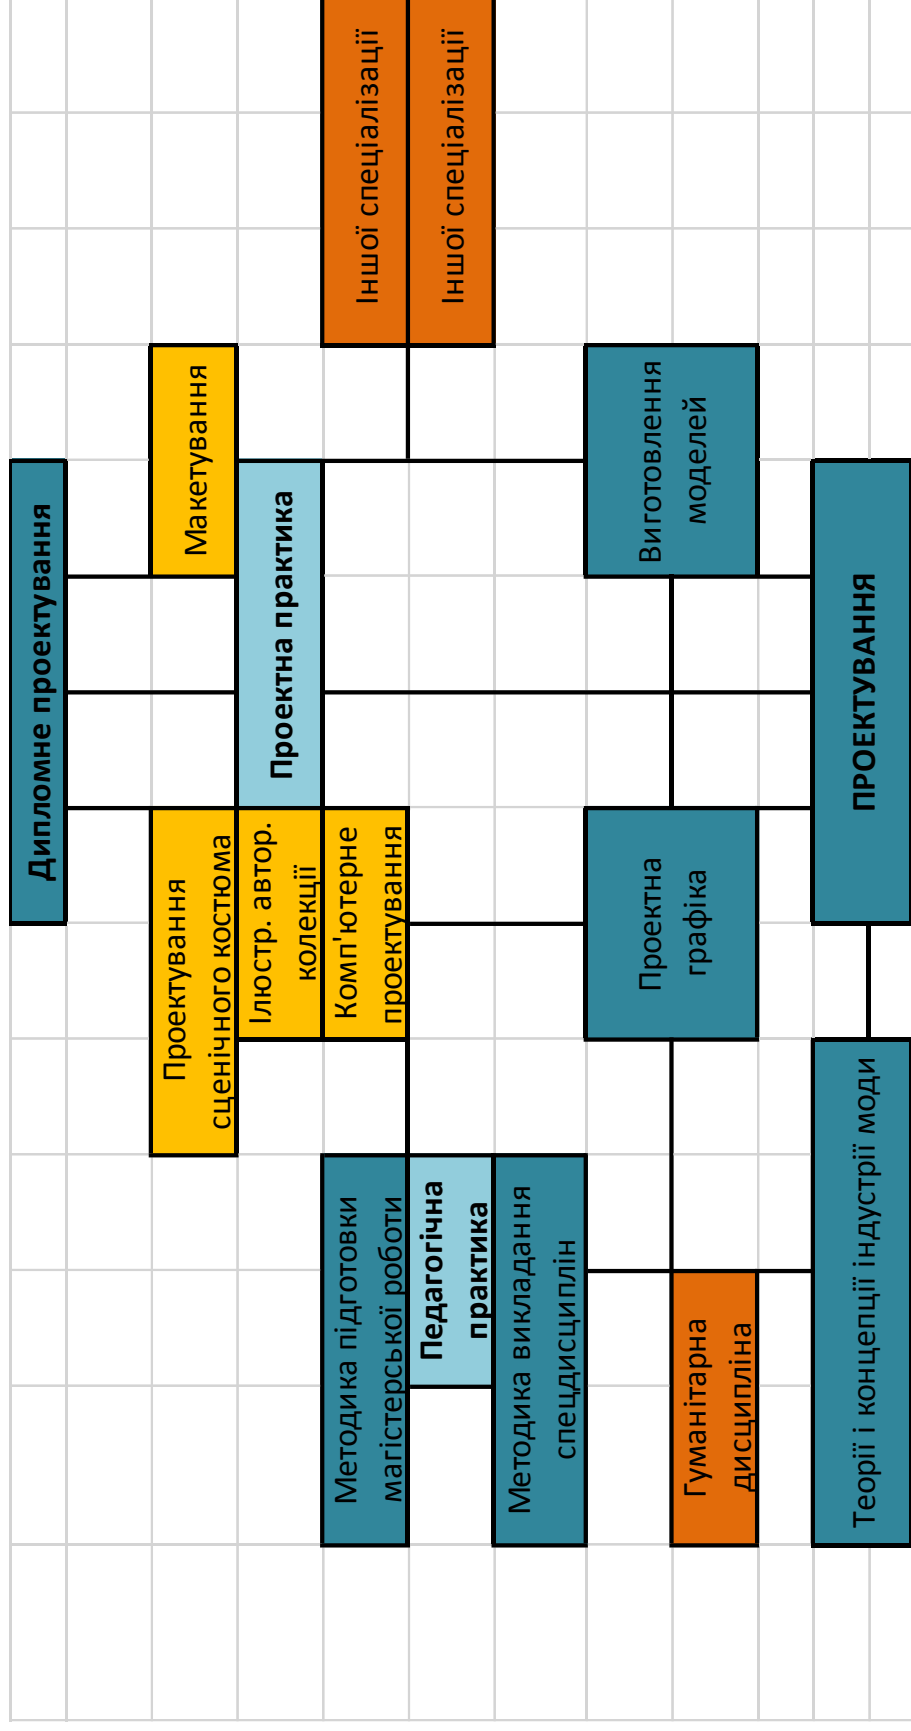 Дипломне проектування
Проектування
сценічного костюма
Макетування
Ілюстр. автор.
колекції
Проектна практика
Методика підготовки
магістерської роботи
Комп'ютерне
проектування
Іншої спеціалізації
Педагогічна
практика
Іншої спеціалізації
Методика викладання
спецдисциплін
Проектна
графіка
Виготовлення
моделей
Гуманітарна
дисципліна
Теорії і концепції індустрії моди
ПРОЕКТУВАННЯ